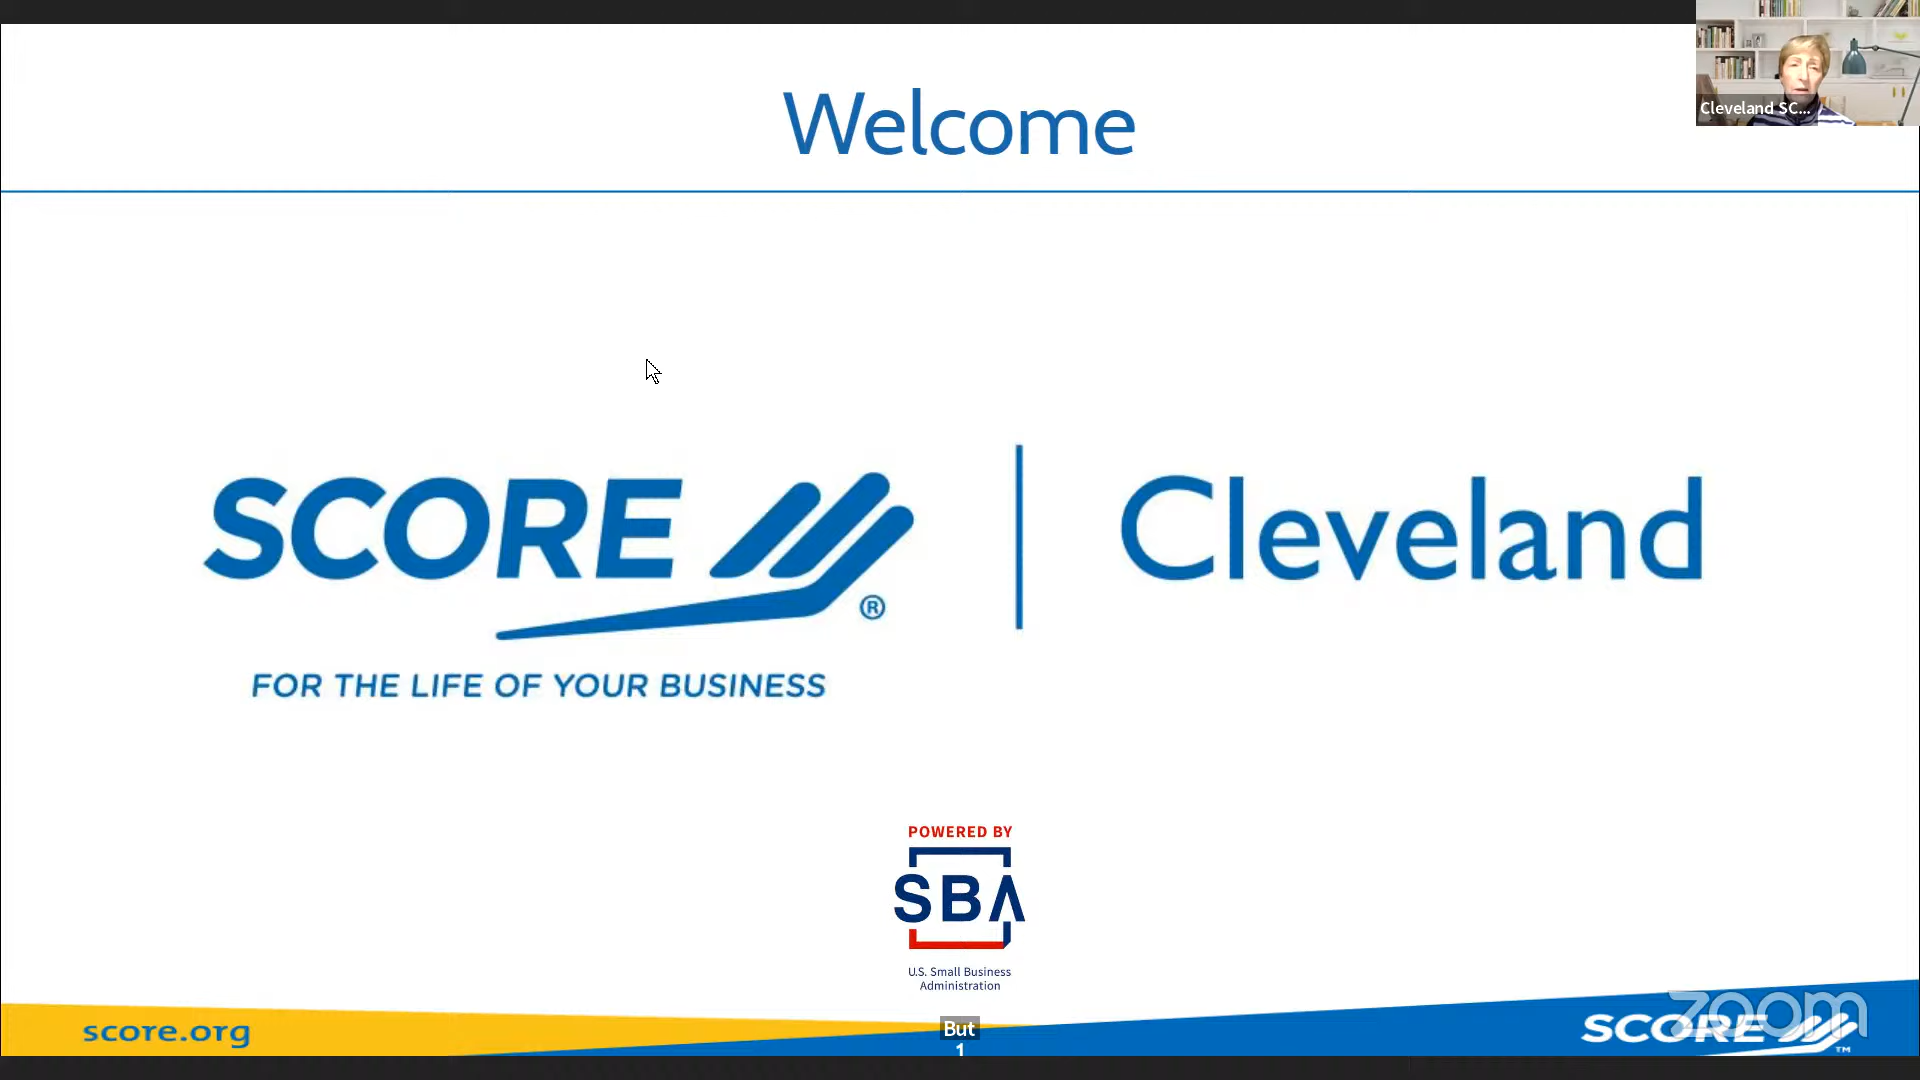 Welcome
Cleveland SC...
SCORE
®
FOR THE LIFE OF YOUR BUSINESS
Cleveland
POWERED BY
SBA
U.S. Small Business
Administration
score.org
But
1
SCORE
TM
zoom